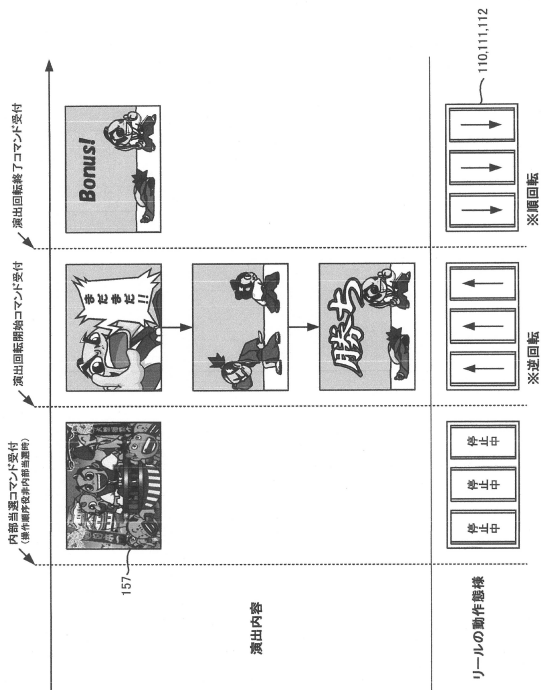 内部当選コマンド受付
(操作順序役非内部当選時)
演出回転開始コマンド受付
演出回転終了コマンド受付
演出内容
157
まだ
まだ!!
勝ち
Bonus!
リールの動作態様
停止中
停止中
停止中
※逆回転
※順回転
110,111,112